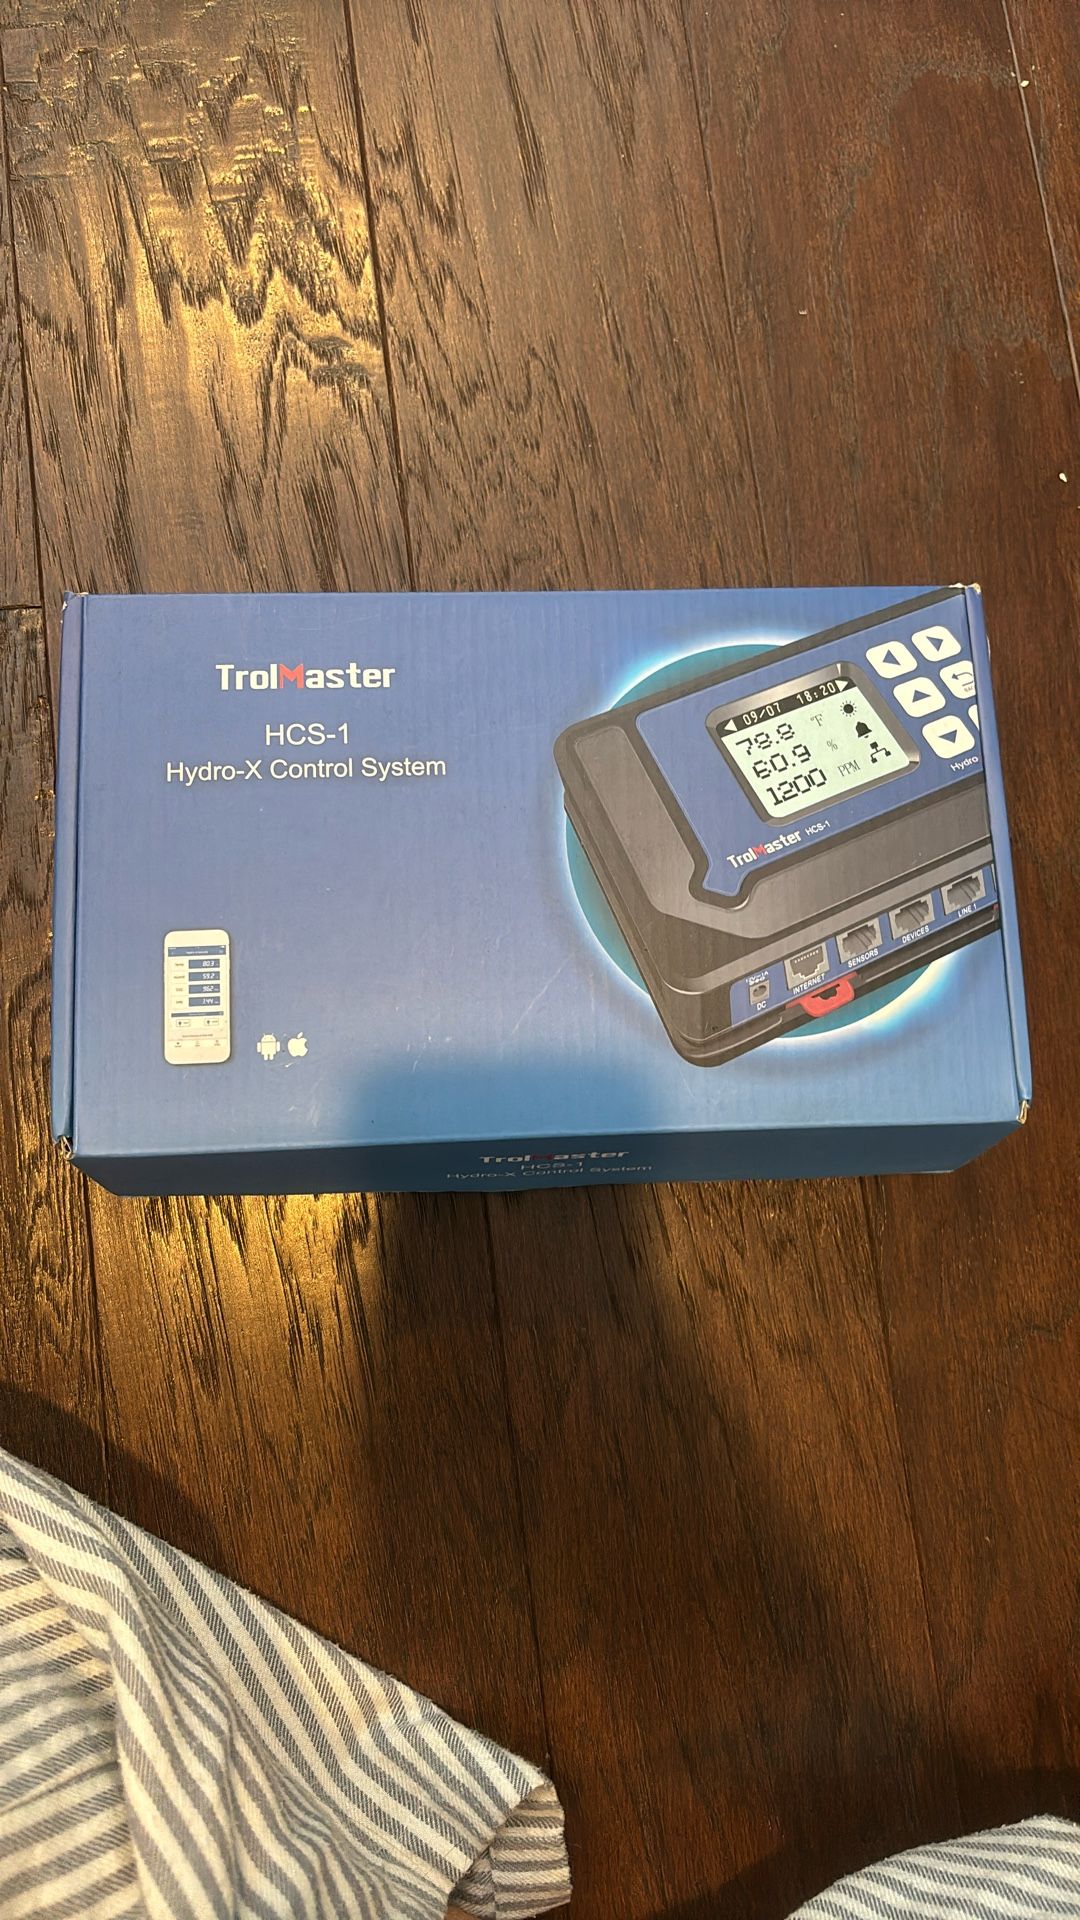 TrolMaster
HCS-1
Hydro-X Control System
09/07 18:20
79.8 °F
60.9 %
1200 PPM
TrolMaster HCS-1
Hydro
DC
INTERNET
SENSORS
DEVICES
LINE 1
TrolMaster
HCS-1
Hydro-X Control System